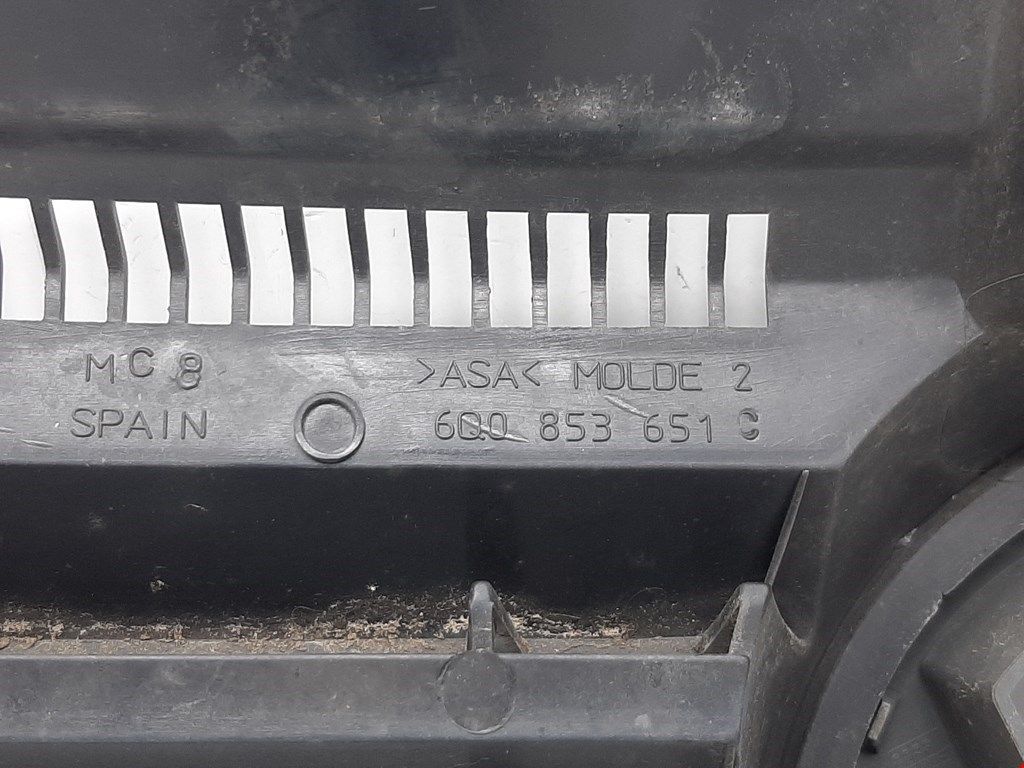 MC 8
SPAIN
>ASA< MOLDE 2
6Q0 853 651 C